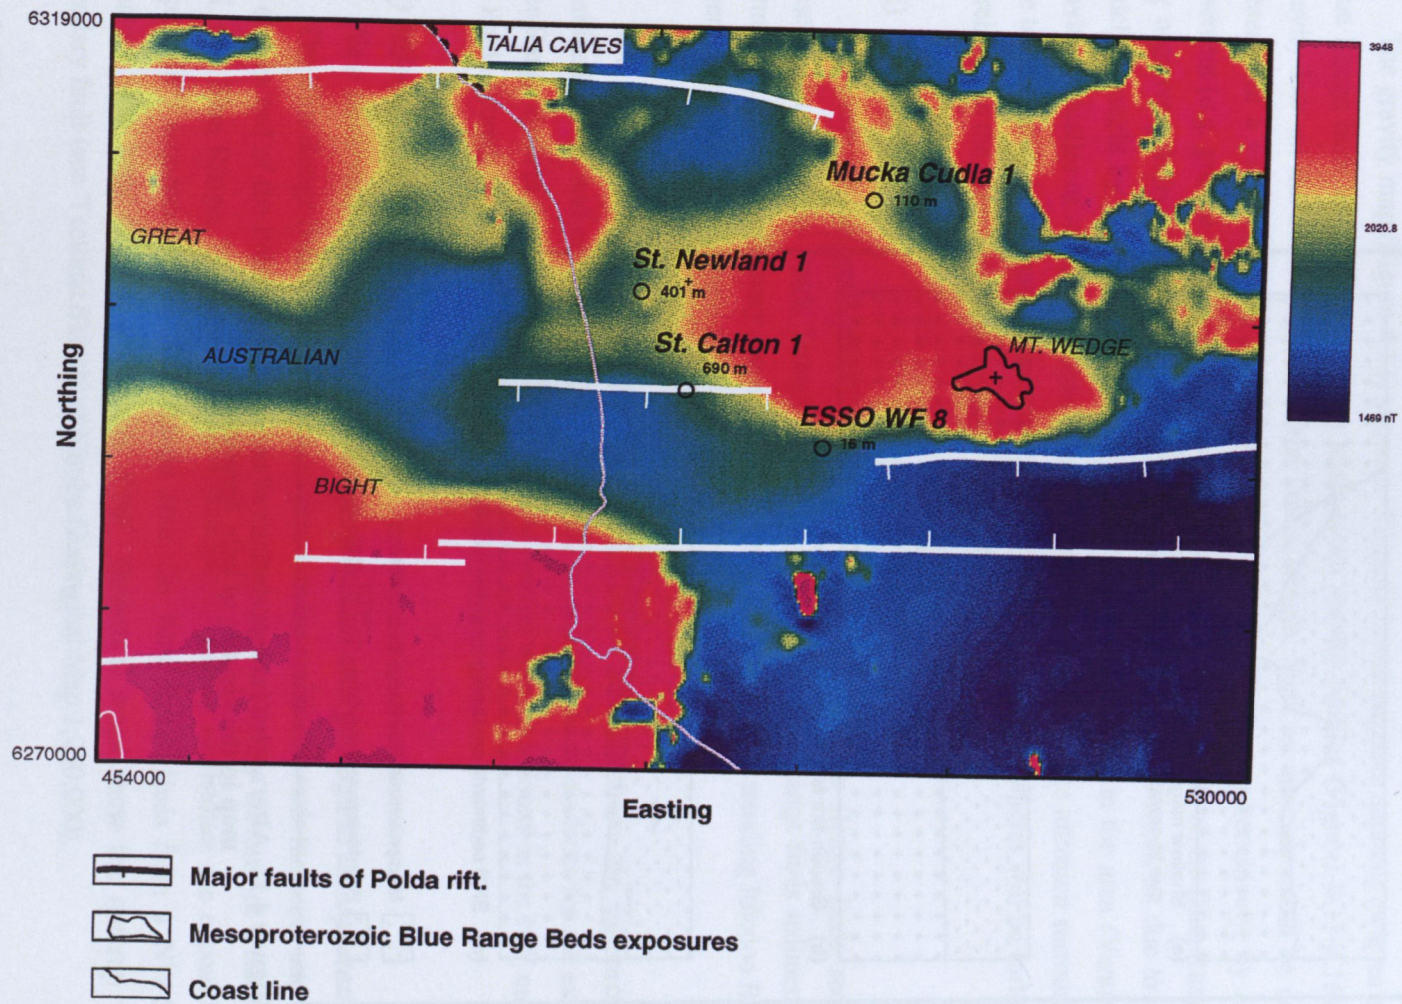 6319000
TALIA CAVES
3948
Mucka Cudla 1
110 m
GREAT
2020.8
St. Newland 1
401 m
AUSTRALIAN
St. Calton 1
690 m
MT. WEDGE
Northing
ESSO WF 8
16 m
1469 nT
BIGHT
6270000
454000
530000
Easting
Major faults of Polda rift.
Mesoproterozoic Blue Range Beds exposures
Coast line